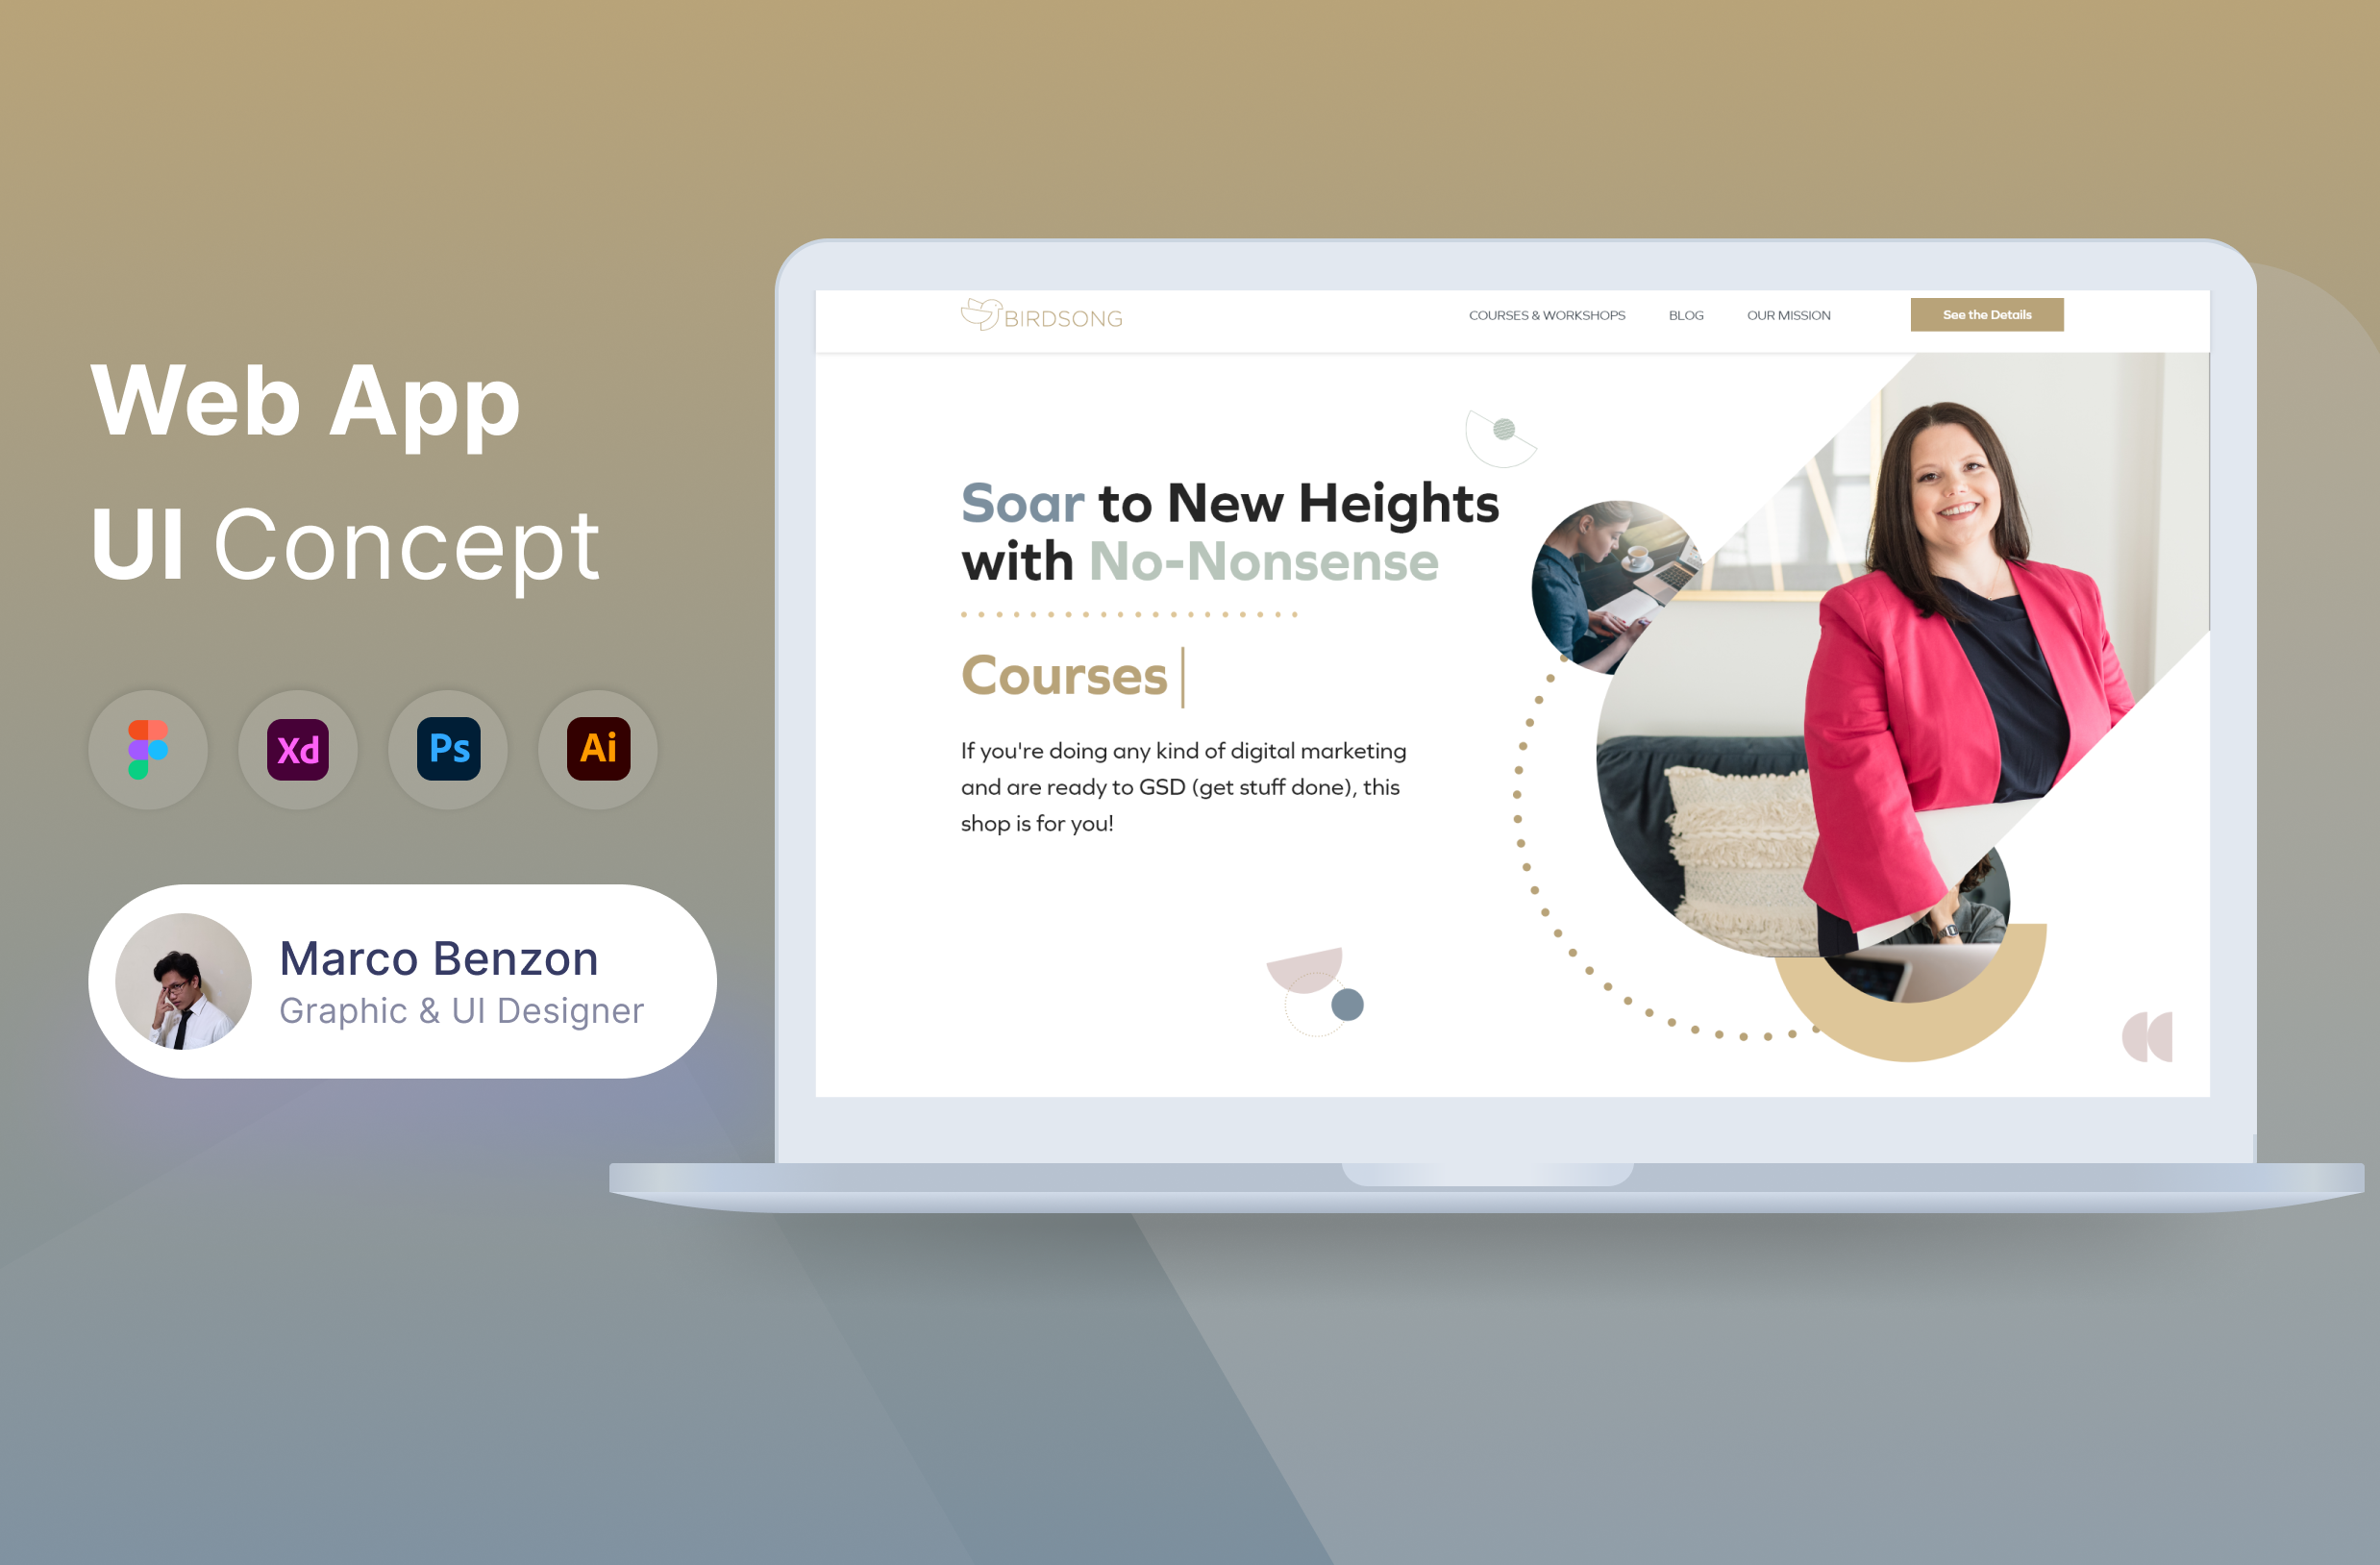 Web App
UI Concept
Xd
Ps
Ai
Marco Benzon
Graphic & UI Designer
BIRDSONG
COURSES & WORKSHOPS
BLOG
OUR MISSION
See the Details
Soar to New Heights
with No-Nonsense
Courses
If you're doing any kind of digital marketing
and are ready to GSD (get stuff done), this
shop is for you!